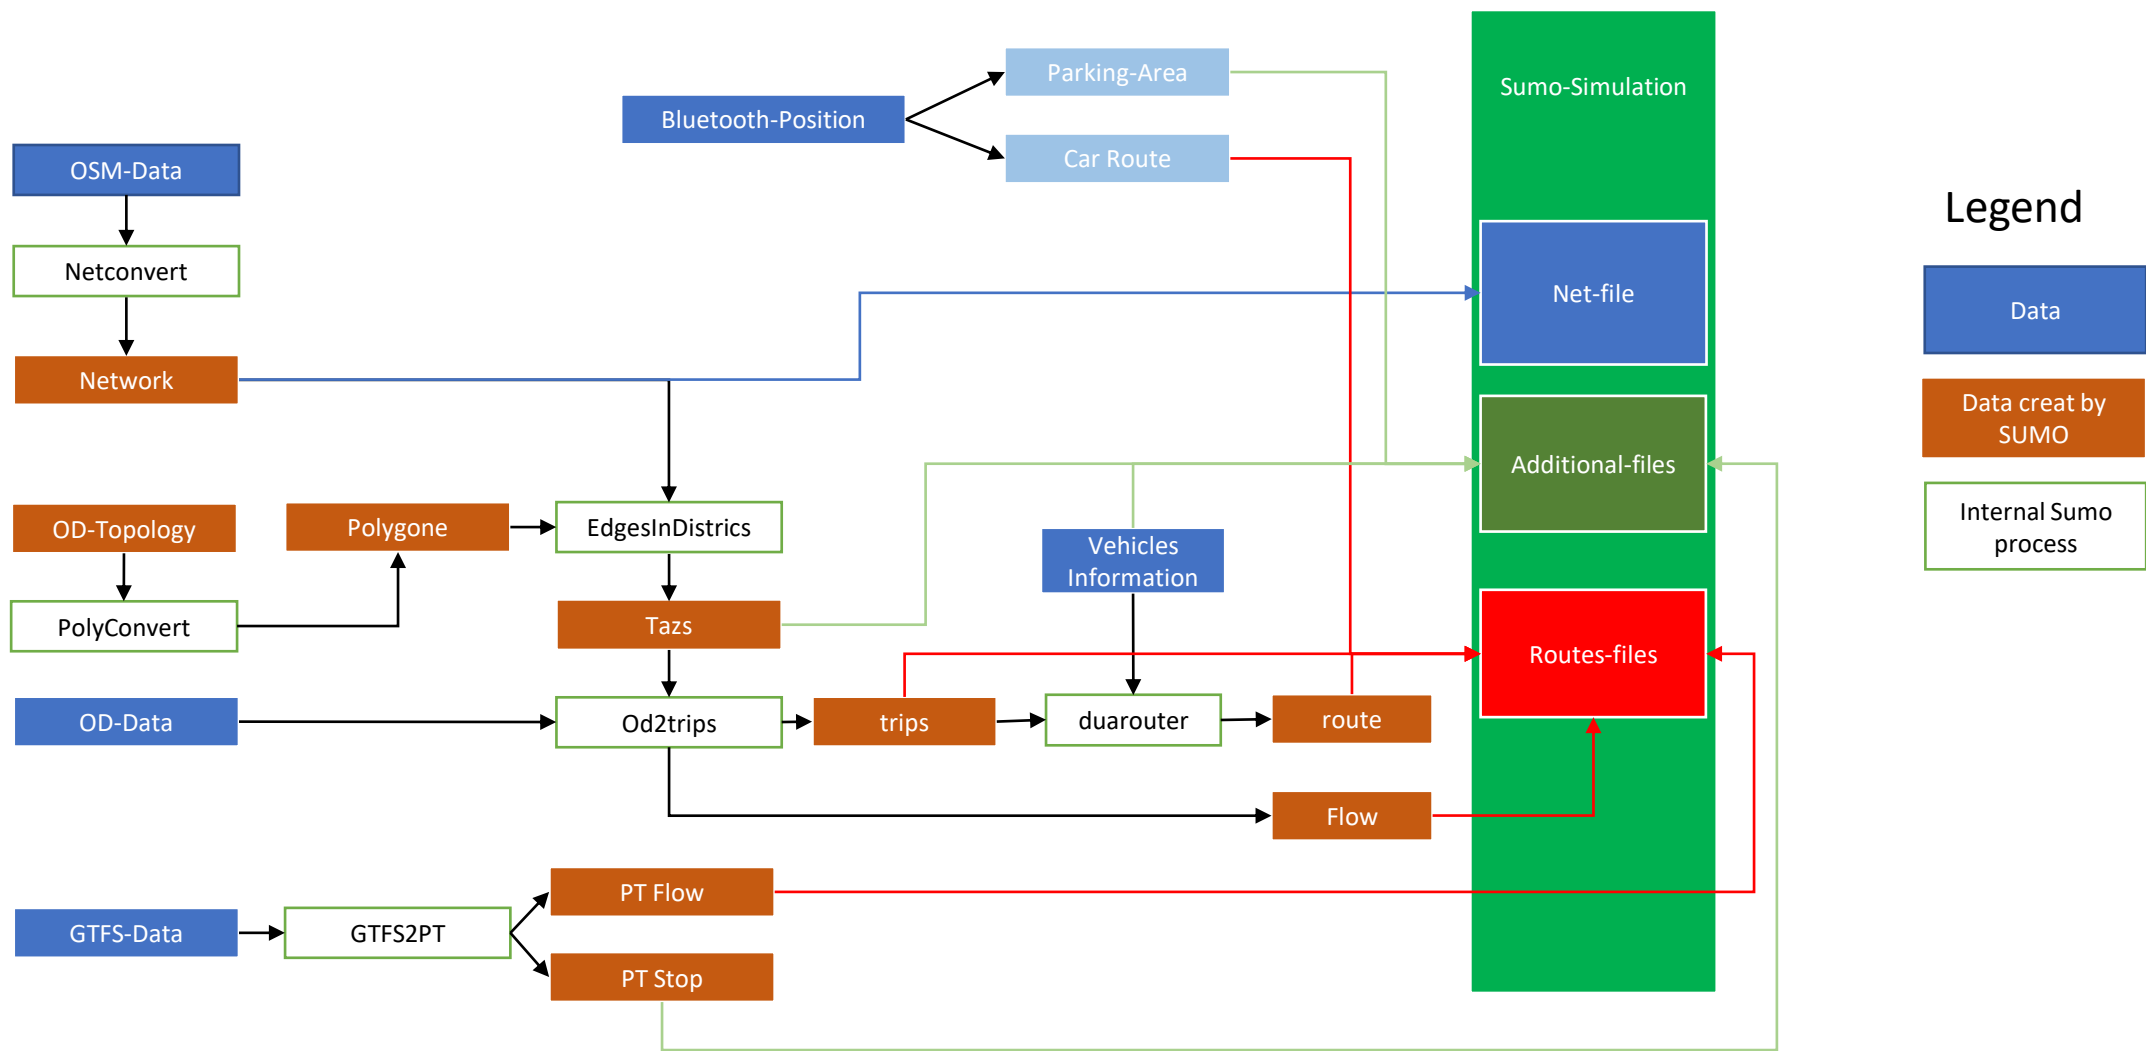 Parking-Area
Sumo-Simulation
Bluetooth-Position
Car Route
OSM-Data
Legend
Netconvert
Net-file
Data
Network
Data creat by
SUMO
Additional-files
OD-Topology
Polygone
EdgesInDistrics
Internal Sumo
process
Vehicles
Information
PolyConvert
Tazs
Routes-files
OD-Data
Od2trips
trips
duarouter
route
Flow
PT Flow
GTFS-Data
GTFS2PT
PT Stop